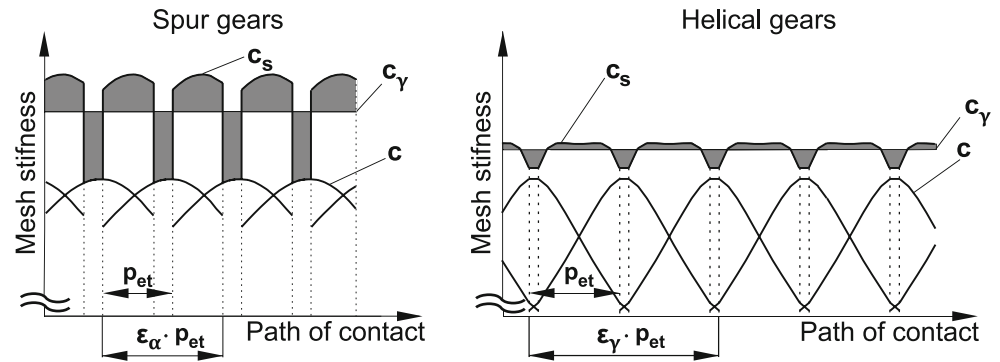 Spur gears
Mesh stifness
c_s
c_γ
c
p_et
ε_α · p_et
Path of contact
Helical gears
Mesh stifness
c_s
c_γ
c
p_et
ε_γ · p_et
Path of contact